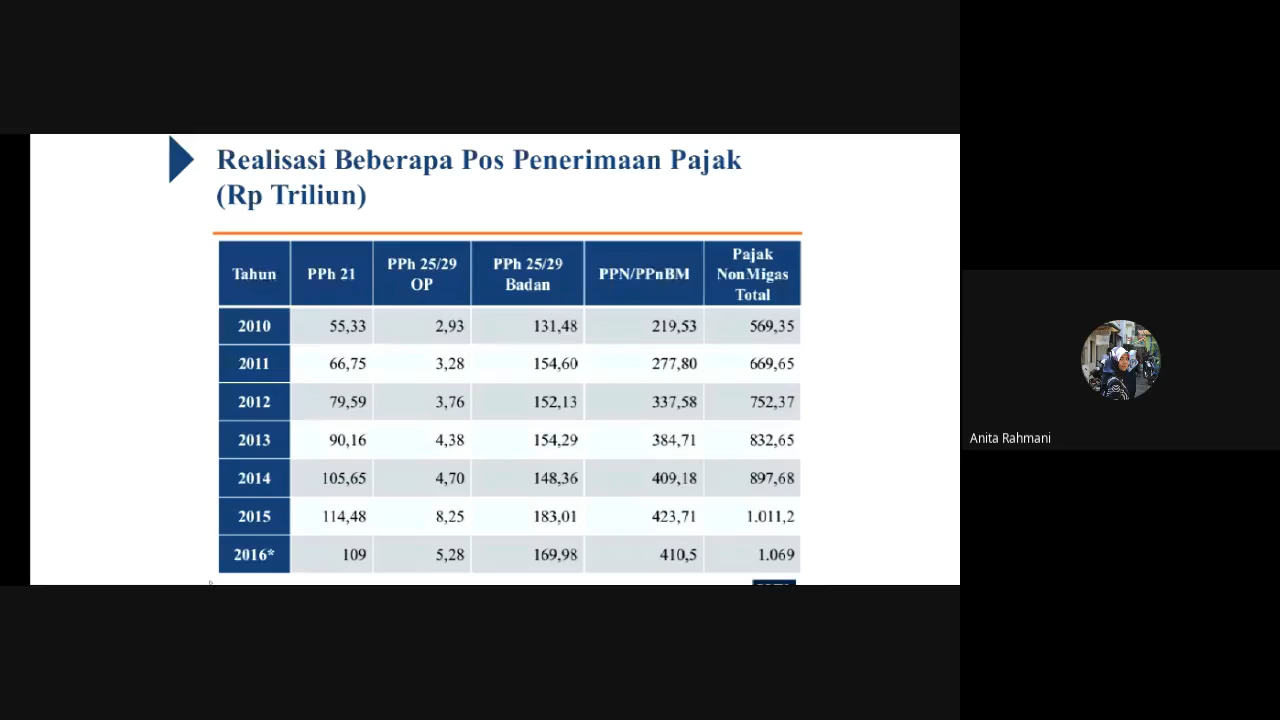 Realisasi Beberapa Pos Penerimaan Pajak
(Rp Triliun)
Tahun PPh 21 PPh 25/29 OP PPh 25/29 Badan PPN/PPnBM Pajak NonMigas Total
2010 55,33 2,93 131,48 219,53 569,35
2011 66,75 3,28 154,60 277,80 669,65
2012 79,59 3,76 152,13 337,58 752,37
2013 90,16 4,38 154,29 384,71 832,65
2014 105,65 4,70 148,36 409,18 897,68
2015 114,48 8,25 183,01 423,71 1.011,2
2016* 109 5,28 169,98 410,5 1.069
Anita Rahmani